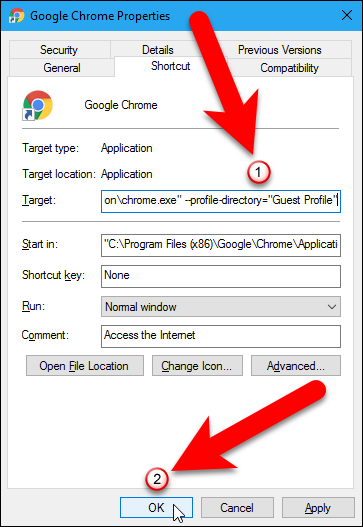 Google Chrome Properties
Security Details Previous Versions
General Shortcut Compatibility
Google Chrome
Target type: Application
Target location: Application
1
Target: on\chrome.exe" --profile-directory="Guest Profile"
Start in: "C:\Program Files (x86)\Google\Chrome\Applicati
Shortcut key: None
Run: Normal window
Comment: Access the Internet
Open File Location Change Icon... Advanced...
2
OK Cancel Apply